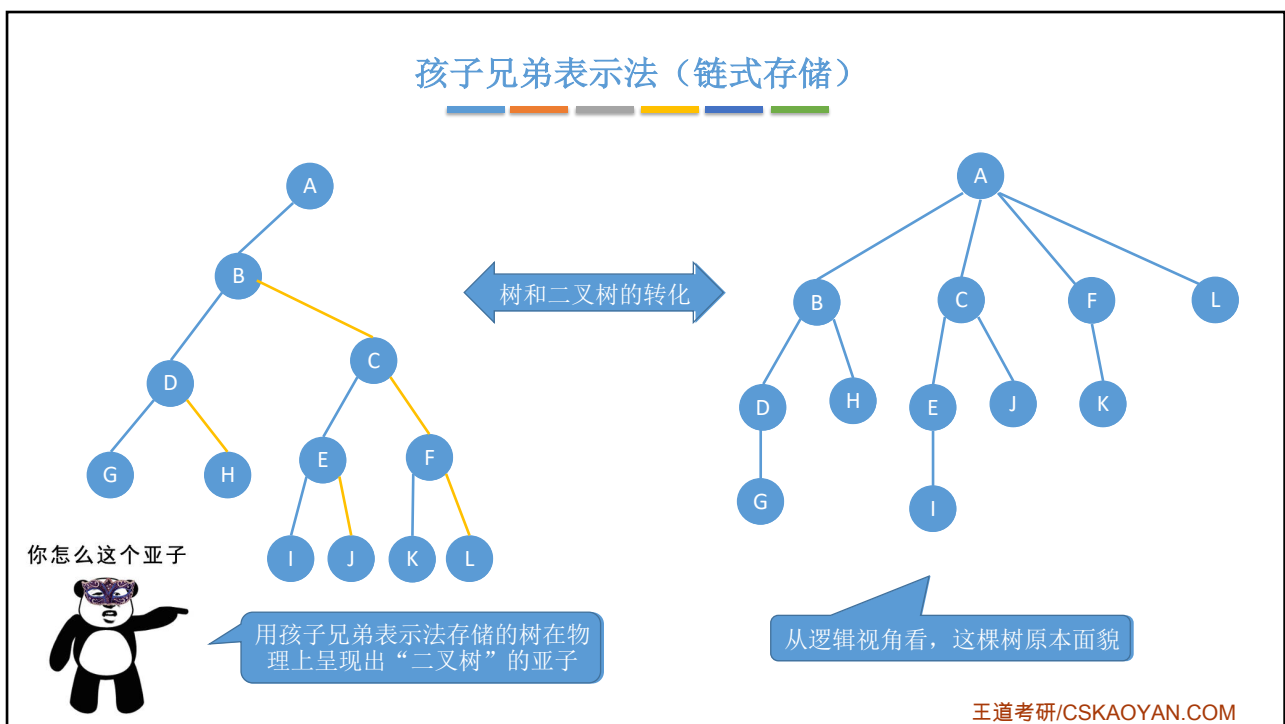 孩子兄弟表示法（链式存储）
A
B
C
D
E
F
G
H
I
J
K
L
树和二叉树的转化
A
B
C
F
L
D
H
E
J
K
G
I
你怎么这个亚子
用孩子兄弟表示法存储的树在物
理上呈现出“二叉树”的亚子
从逻辑视角看，这棵树原本面貌
王道考研/CSKAOYAN.COM